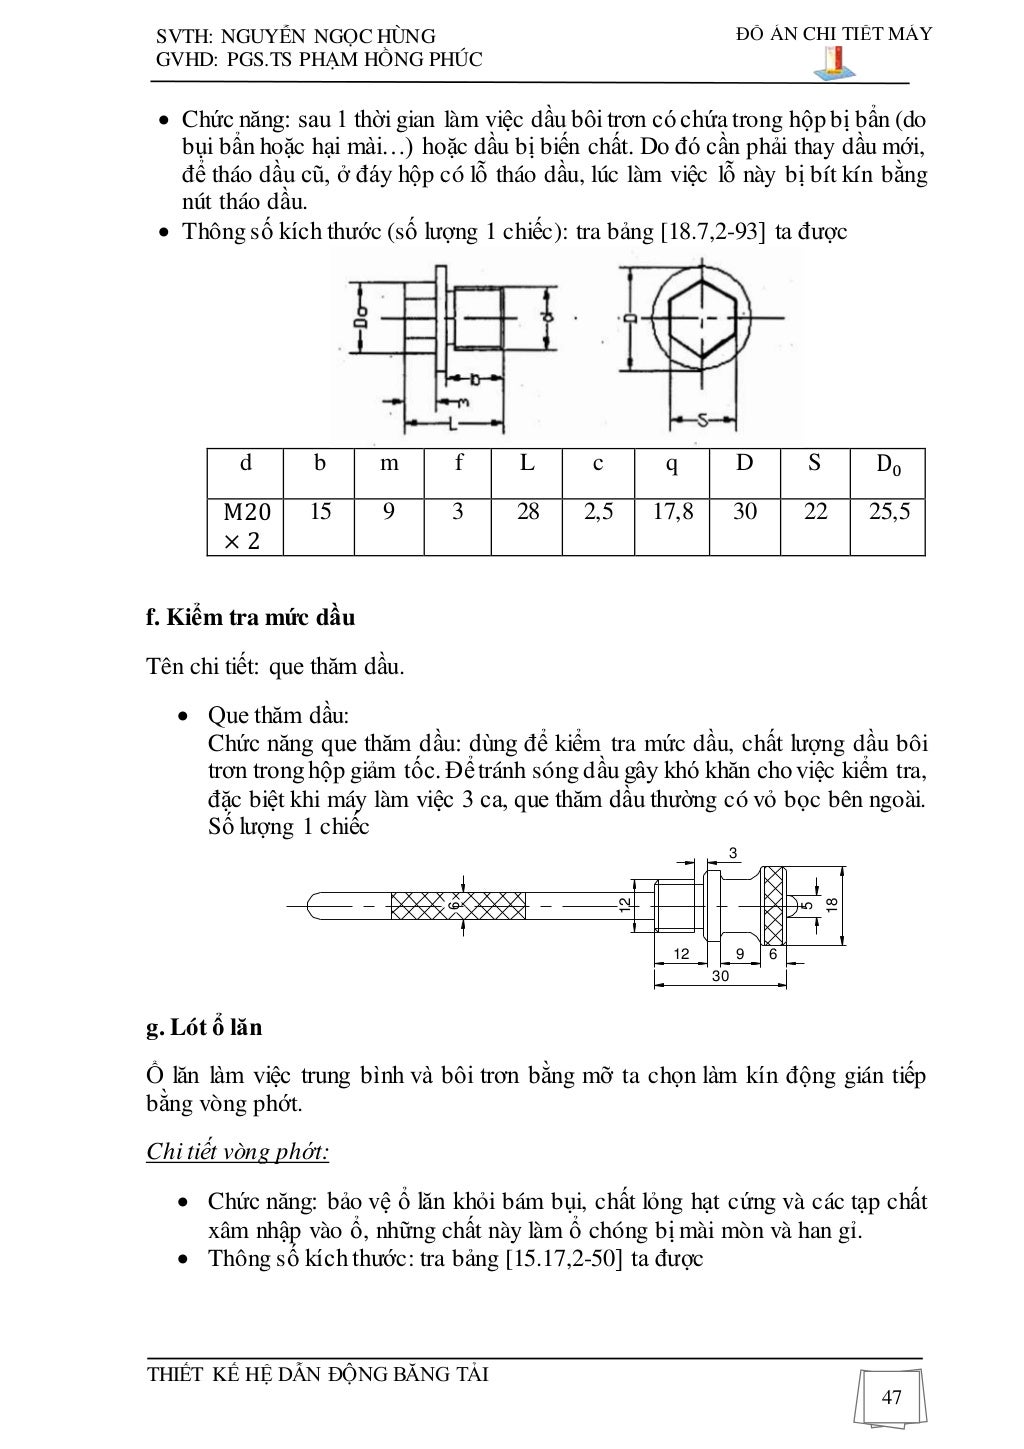 SVTH: NGUYỄN NGỌC HÙNG
GVHD: PGS.TS PHẠM HỒNG PHÚC
ĐỒ ÁN CHI TIẾT MÁY
• Chức năng: sau 1 thời gian làm việc dầu bôi trơn có chứa trong hộp bị bẩn (do
bụi bẩn hoặc hại mài…) hoặc dầu bị biến chất. Do đó cần phải thay dầu mới,
để tháo dầu cũ, ở đáy hộp có lỗ tháo dầu, lúc làm việc lỗ này bị bít kín bằng
nút tháo dầu.
• Thông số kích thước (số lượng 1 chiếc): tra bảng [18.7,2-93] ta được
Do
d
D
b
m
L
S
d b m f L c q D S D₀
M20 15 9 3 28 2,5 17,8 30 22 25,5
× 2
f. Kiểm tra mức dầu
Tên chi tiết: que thăm dầu.
• Que thăm dầu:
Chức năng que thăm dầu: dùng để kiểm tra mức dầu, chất lượng dầu bôi
trơn trong hộp giảm tốc. Để tránh sóng dầu gây khó khăn cho việc kiểm tra,
đặc biệt khi máy làm việc 3 ca, que thăm dầu thường có vỏ bọc bên ngoài.
Số lượng 1 chiếc
3
6
12
5
18
12 9 6
30
g. Lót ổ lăn
Ổ lăn làm việc trung bình và bôi trơn bằng mỡ ta chọn làm kín động gián tiếp
bằng vòng phớt.
Chi tiết vòng phớt:
• Chức năng: bảo vệ ổ lăn khỏi bám bụi, chất lỏng hạt cứng và các tạp chất
xâm nhập vào ổ, những chất này làm ổ chóng bị mài mòn và han gỉ.
• Thông số kích thước: tra bảng [15.17,2-50] ta được
THIẾT KẾ HỆ DẪN ĐỘNG BĂNG TẢI
47